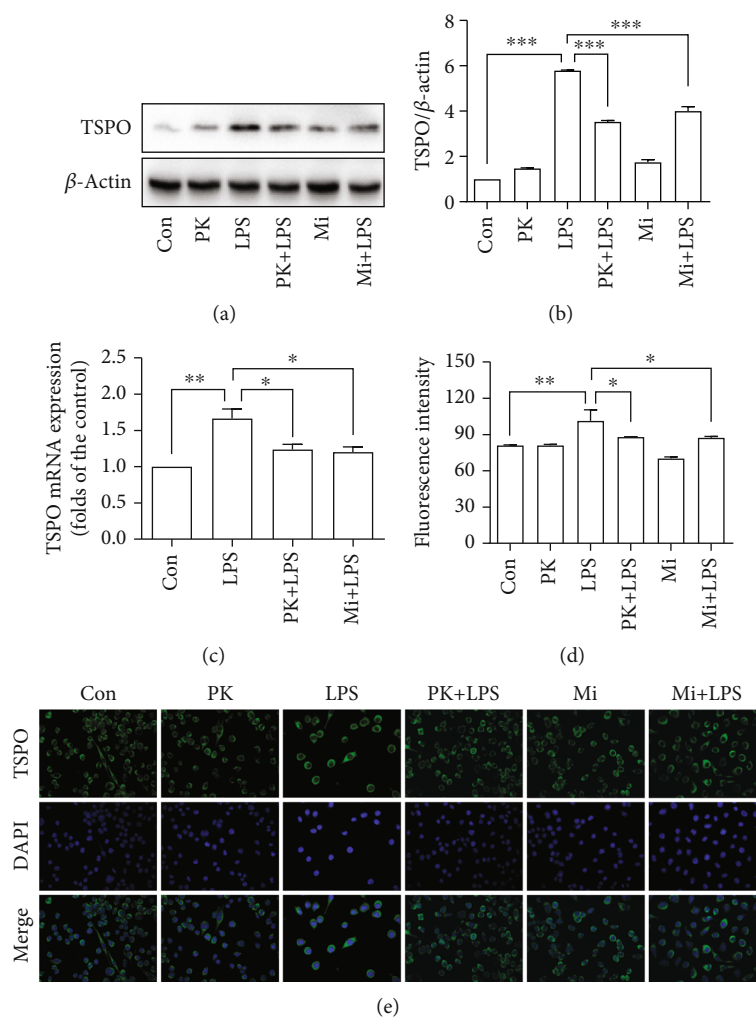 TSPO
β-Actin
Con
PK
LPS
PK+LPS
Mi
Mi+LPS
(a)
TSPO/β-actin
8
6
4
2
0
***
***
***
Con
PK
LPS
PK+LPS
Mi
Mi+LPS
(b)
TSPO mRNA expression
(folds of the control)
2.5
2.0
1.5
1.0
0.5
0.0
**
*
*
Con
LPS
PK+LPS
Mi+LPS
(c)
Fluorescence intensity
150
120
90
60
30
0
**
*
*
Con
PK
LPS
PK+LPS
Mi
Mi+LPS
(d)
Con PK LPS PK+LPS Mi Mi+LPS
TSPO
DAPI
Merge
(e)